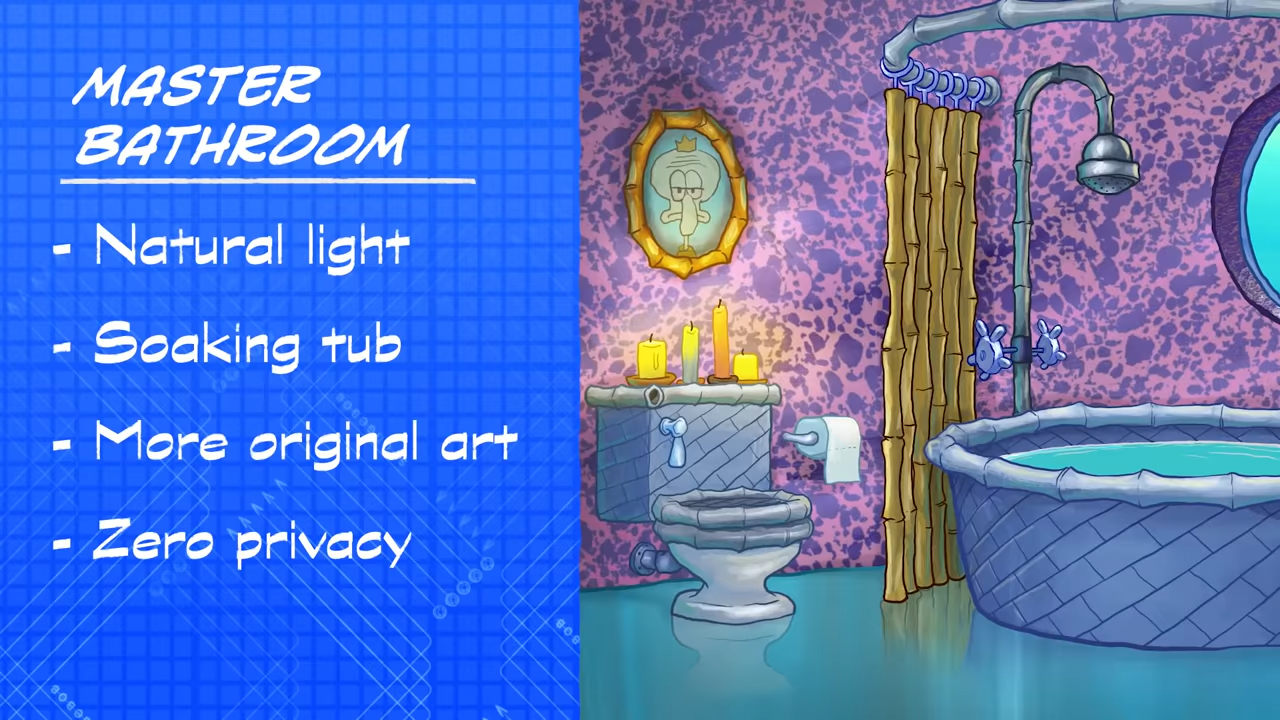 MASTER
BATHROOM
- Natural light
- Soaking tub
- More original art
- Zero privacy